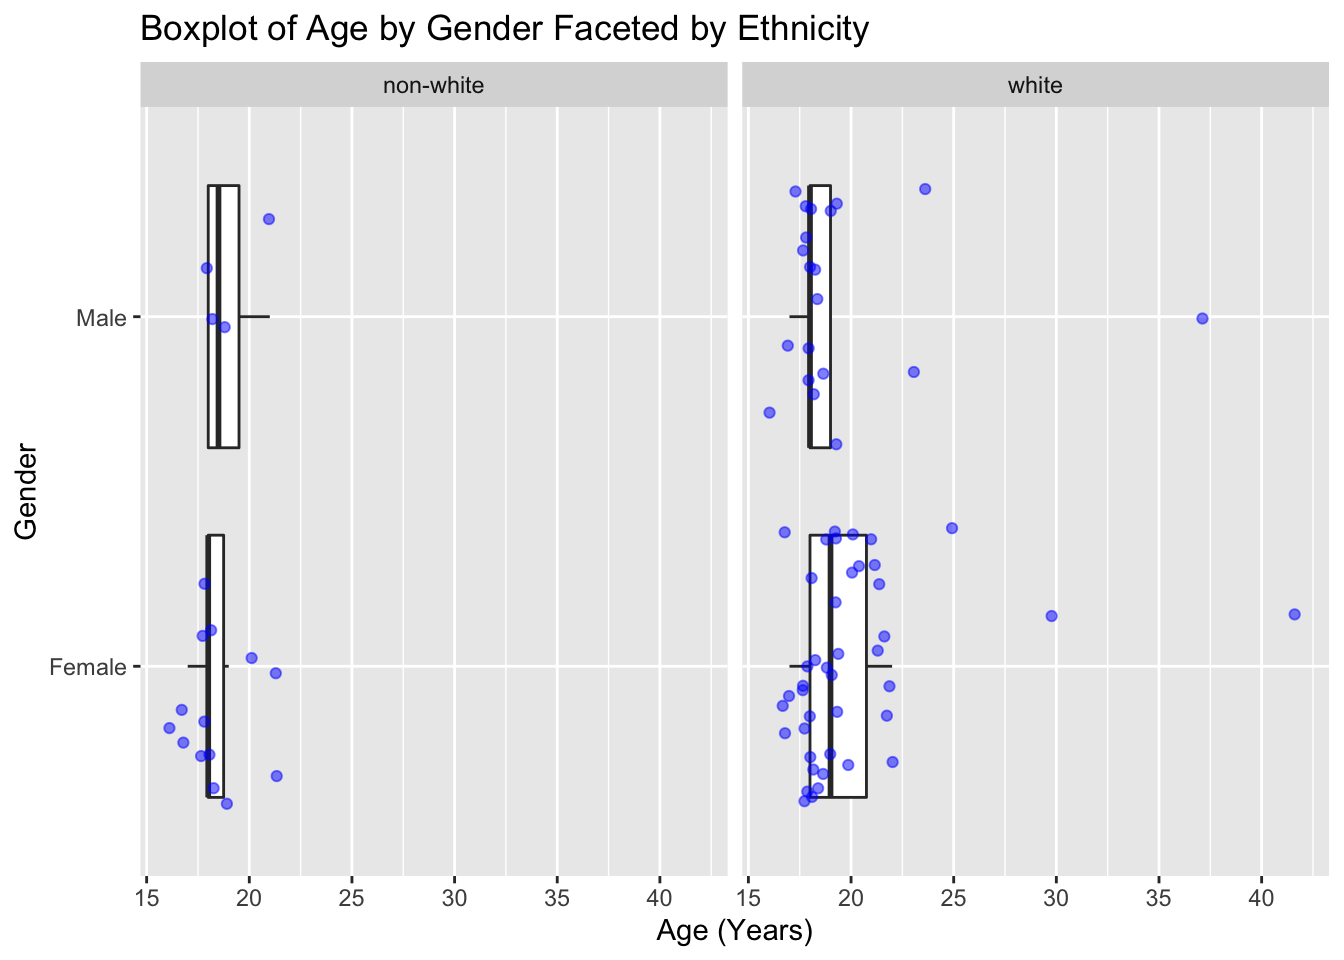 Boxplot of Age by Gender Faceted by Ethnicity
non-white white
Gender
Male
Female
15 20 25 30 35 40 15 20 25 30 35 40
Age (Years)